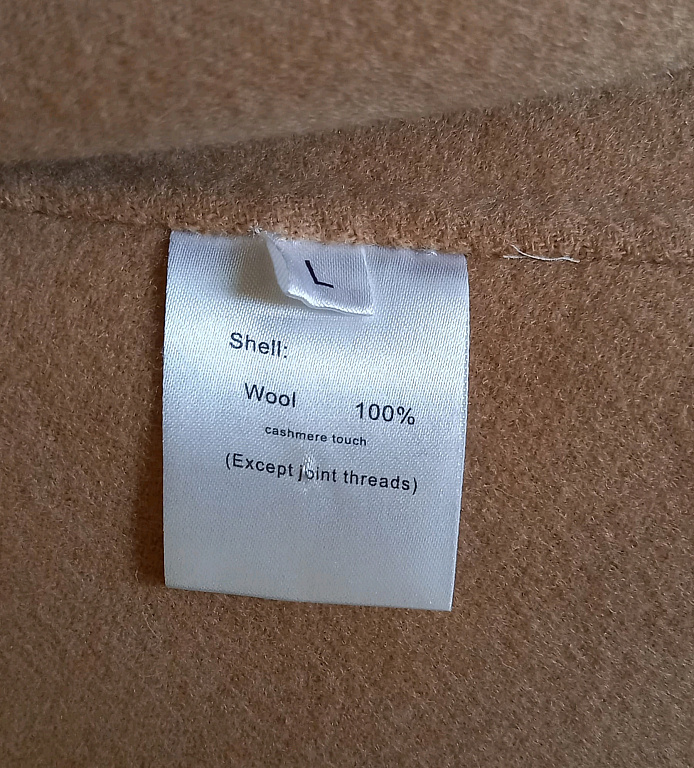 L
Shell:
Wool 100%
cashmere touch
(Except joint threads)